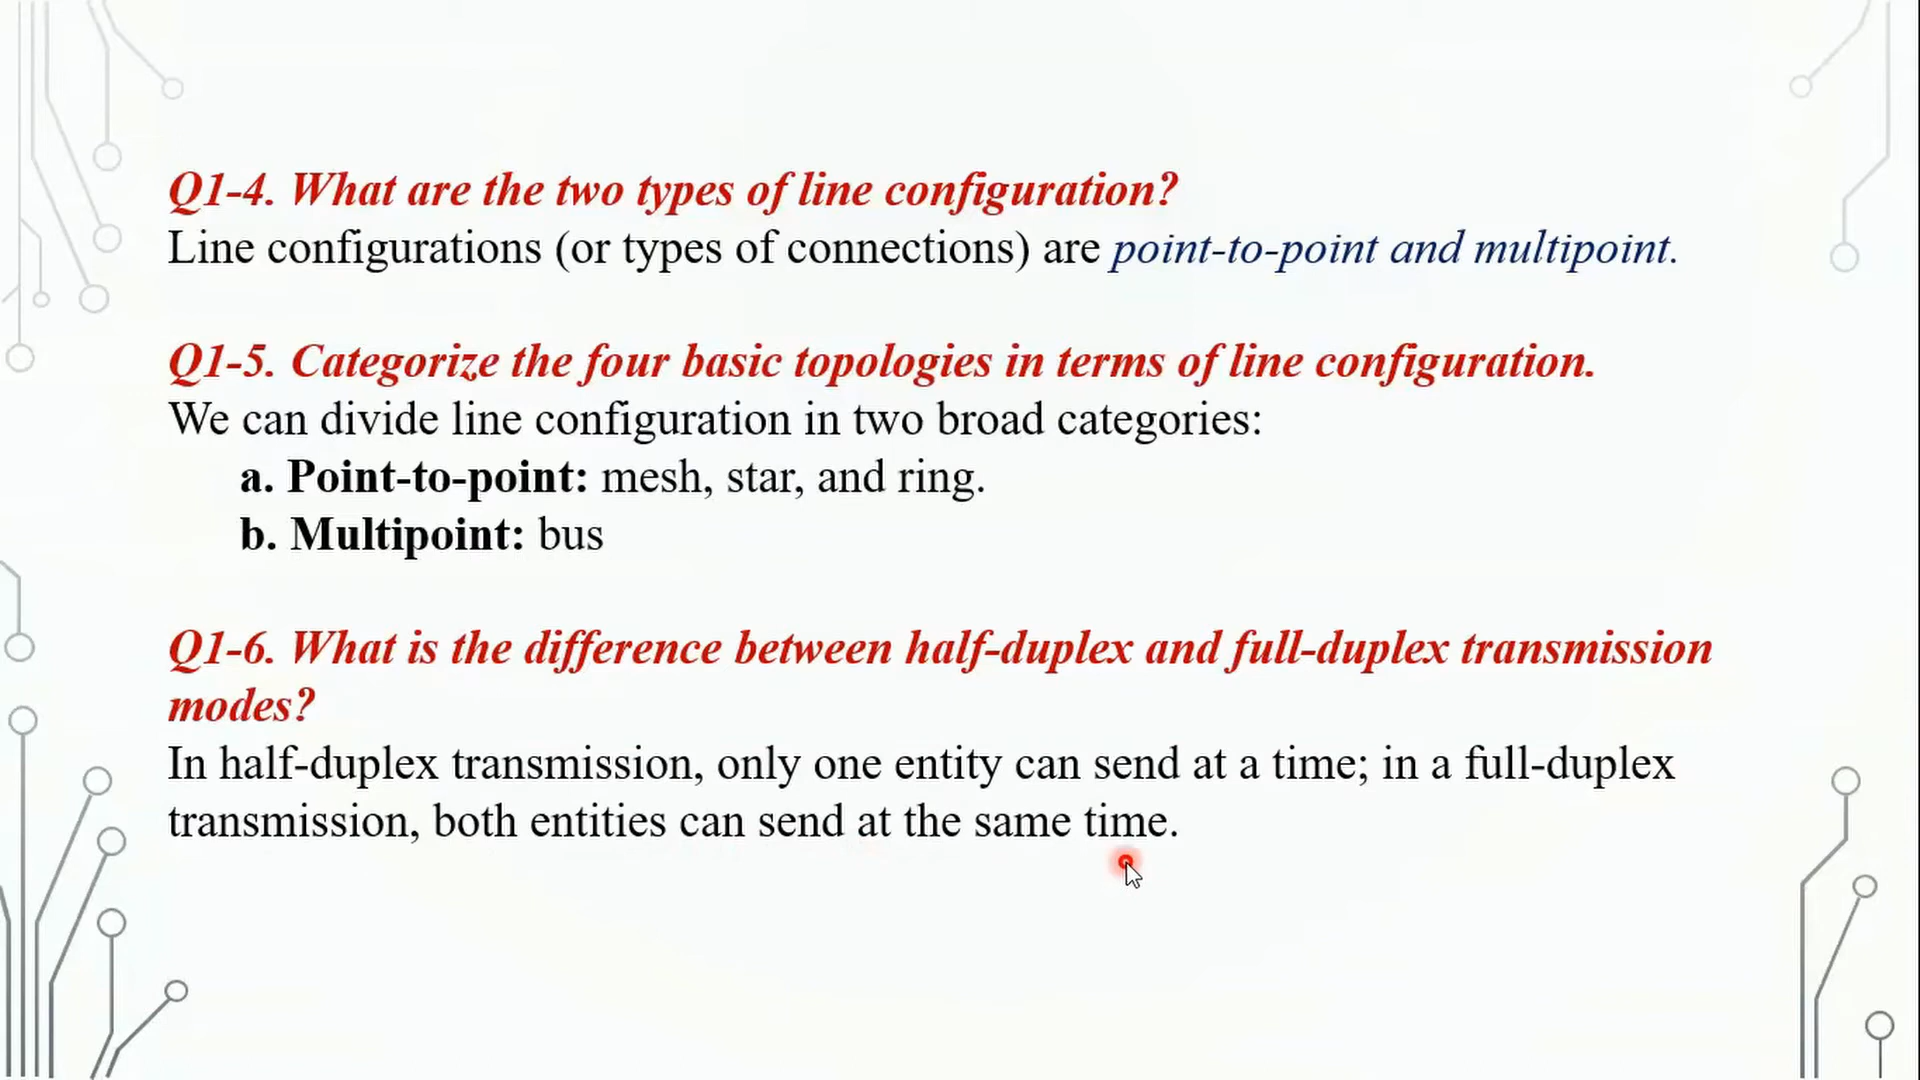 Q1-4. What are the two types of line configuration?
Line configurations (or types of connections) are point-to-point and multipoint.
Q1-5. Categorize the four basic topologies in terms of line configuration.
We can divide line configuration in two broad categories:
a. Point-to-point: mesh, star, and ring.
b. Multipoint: bus
Q1-6. What is the difference between half-duplex and full-duplex transmission
modes?
In half-duplex transmission, only one entity can send at a time; in a full-duplex
transmission, both entities can send at the same time.